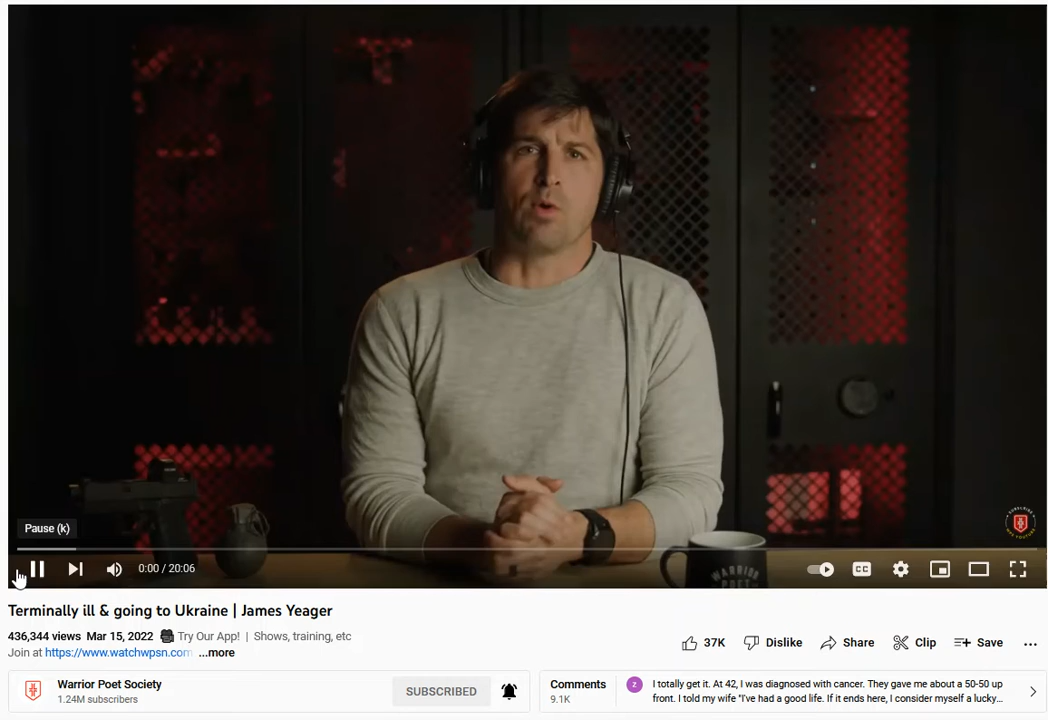 Pause (k)
0:00 / 20:06
CC
WARRIOR
POET
Terminally ill & going to Ukraine | James Yeager
436,344 views Mar 15, 2022 Try Our App! | Shows, training, etc
Join at https://www.watchwpsn.com ...more
37K Dislike Share Clip Save
Warrior Poet Society
1.24M subscribers
SUBSCRIBED
Comments
9.1K
z
I totally get it. At 42, I was diagnosed with cancer. They gave me about a 50-50 up
front. I told my wife "I've had a good life. If it ends here, I consider myself a lucky...